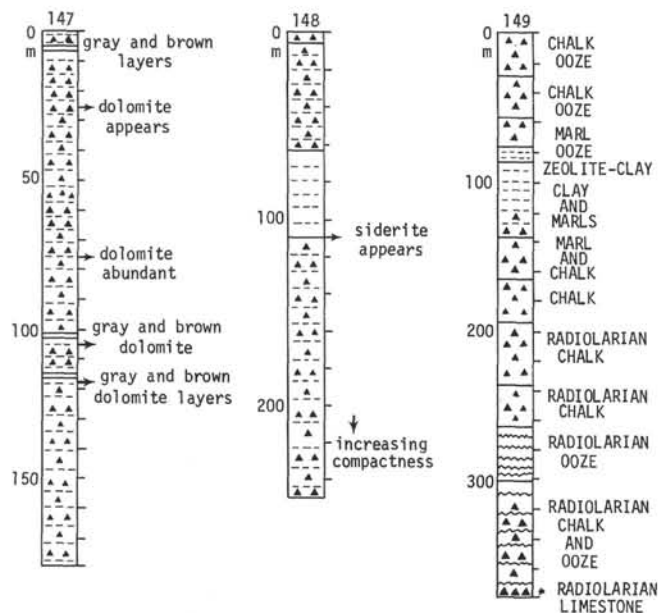 147
0
m
gray and brown
layers
dolomite
appears
50
dolomite
abundant
100
gray and brown
dolomite
gray and brown
dolomite layers
150
148
0
m
100
siderite
appears
200
increasing
compactness
149
0
m
CHALK
OOZE
CHALK
OOZE
MARL
OOZE
ZEOLITE-CLAY
100
CLAY
AND
MARLS
MARL
AND
CHALK
CHALK
200
RADIOLARIAN
CHALK
RADIOLARIAN
CHALK
RADIOLARIAN
OOZE
300
RADIOLARIAN
CHALK
AND
OOZE
RADIOLARIAN
LIMESTONE